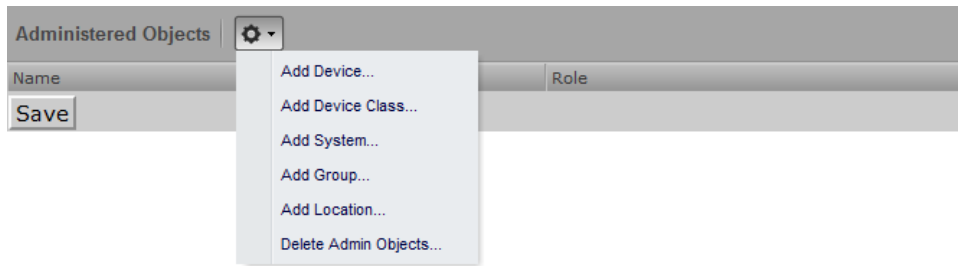 Administered Objects
Add Device...
Name Role
Add Device Class...
Save
Add System...
Add Group...
Add Location...
Delete Admin Objects...